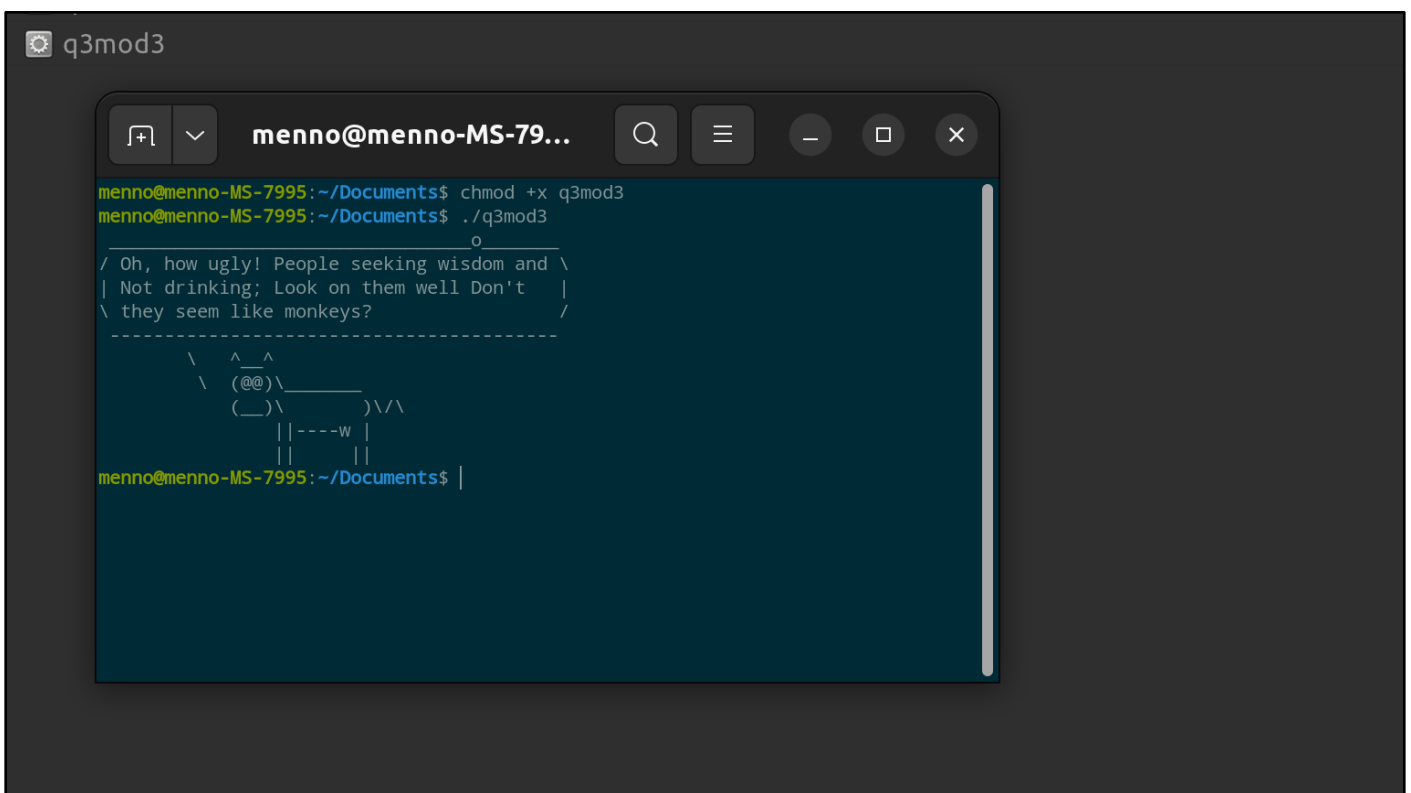 q3mod3
menno@menno-MS-79...
menno@menno-MS-7995:~/Documents$ chmod +x q3mod3
menno@menno-MS-7995:~/Documents$ ./q3mod3
 _________________________________o_______
/ Oh, how ugly! People seeking wisdom and \
| Not drinking; Look on them well Don't   |
\ they seem like monkeys?                 /
 -----------------------------------------
        \   ^__^
         \  (@@)\_______
            (__)\       )\/\
                ||----w |
                ||     ||
menno@menno-MS-7995:~/Documents$